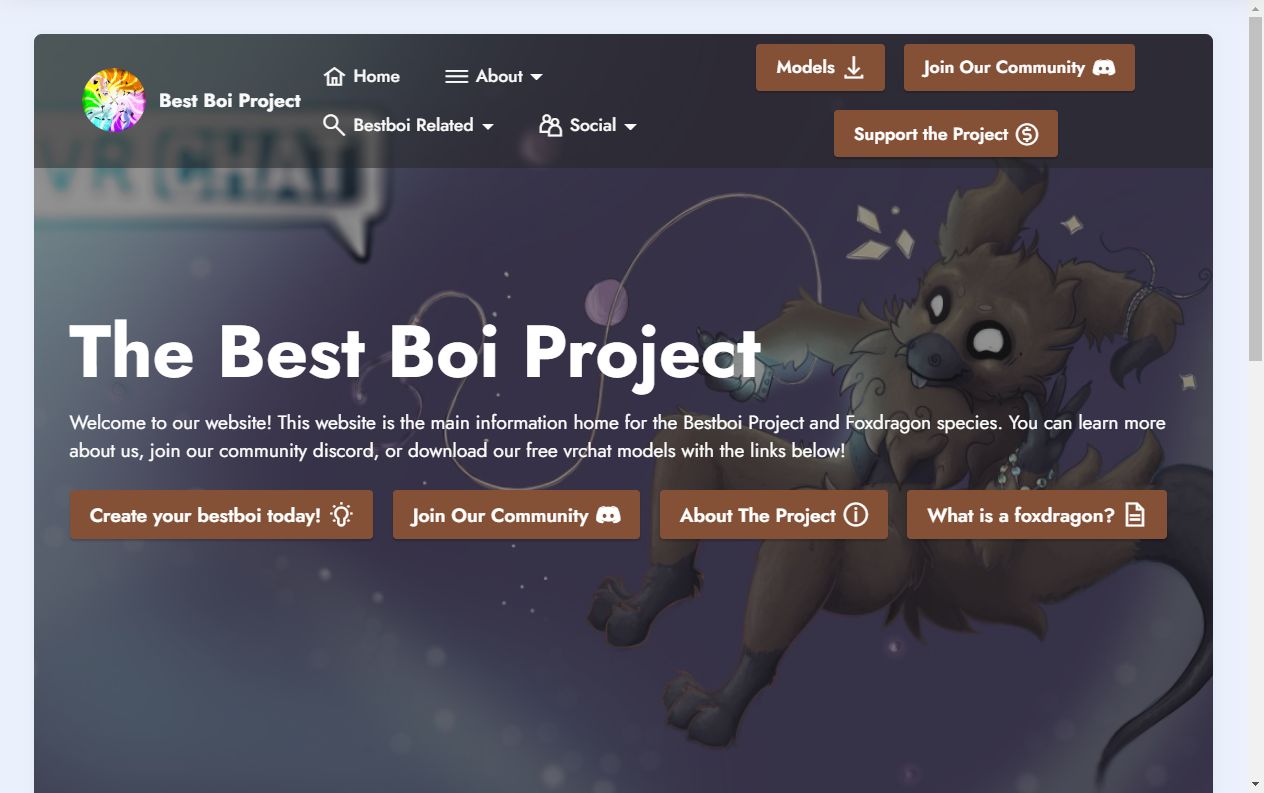 Best Boi Project
Home
About
Bestboi Related
Social
Models
Join Our Community
Support the Project
VRCHAT
The Best Boi Project
Welcome to our website! This website is the main information home for the Bestboi Project and Foxdragon species. You can learn more
about us, join our community discord, or download our free vrchat models with the links below!
Create your bestboi today!
Join Our Community
About The Project
What is a foxdragon?